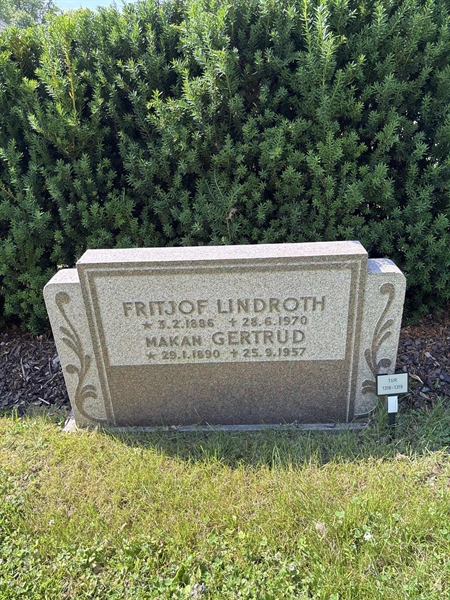 FRITJOF LINDROTH
★ 3.2.1886 ✝ 28.6.1970
MAKAN GERTRUD
★ 29.1.1890 ✝ 25.9.1957